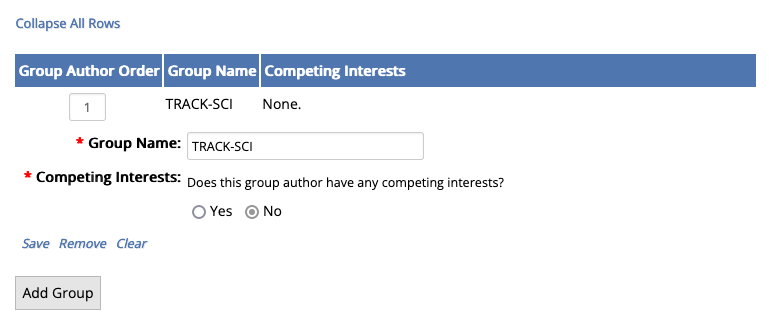 Collapse All Rows
Group Author Order Group Name Competing Interests
1 TRACK-SCI None.
* Group Name: TRACK-SCI
* Competing Interests: Does this group author have any competing interests?
Yes No
Save Remove Clear
Add Group